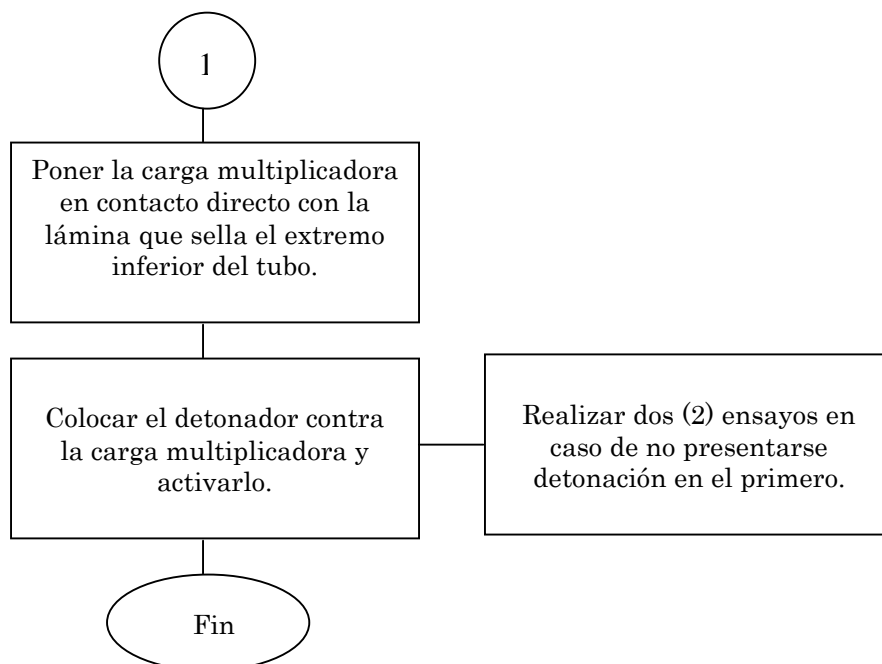 1
Poner la carga multiplicadora
en contacto directo con la
lámina que sella el extremo
inferior del tubo.
Colocar el detonador contra
la carga multiplicadora y
activarlo.
Realizar dos (2) ensayos en
caso de no presentarse
detonación en el primero.
Fin